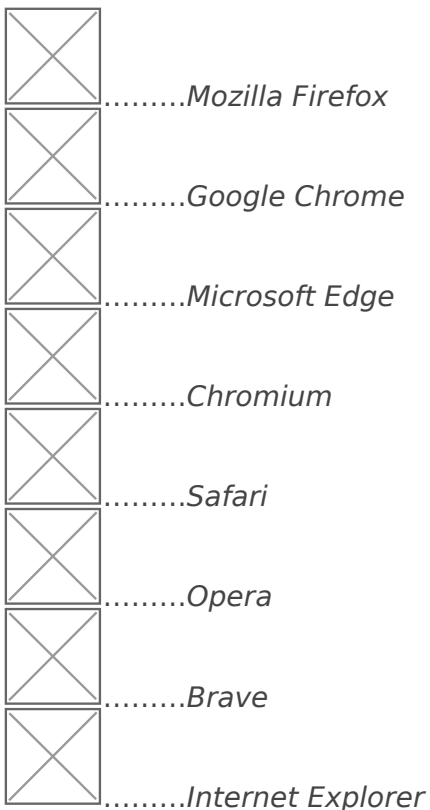 .........Mozilla Firefox
.........Google Chrome
.........Microsoft Edge
.........Chromium
.........Safari
.........Opera
.........Brave
.........Internet Explorer